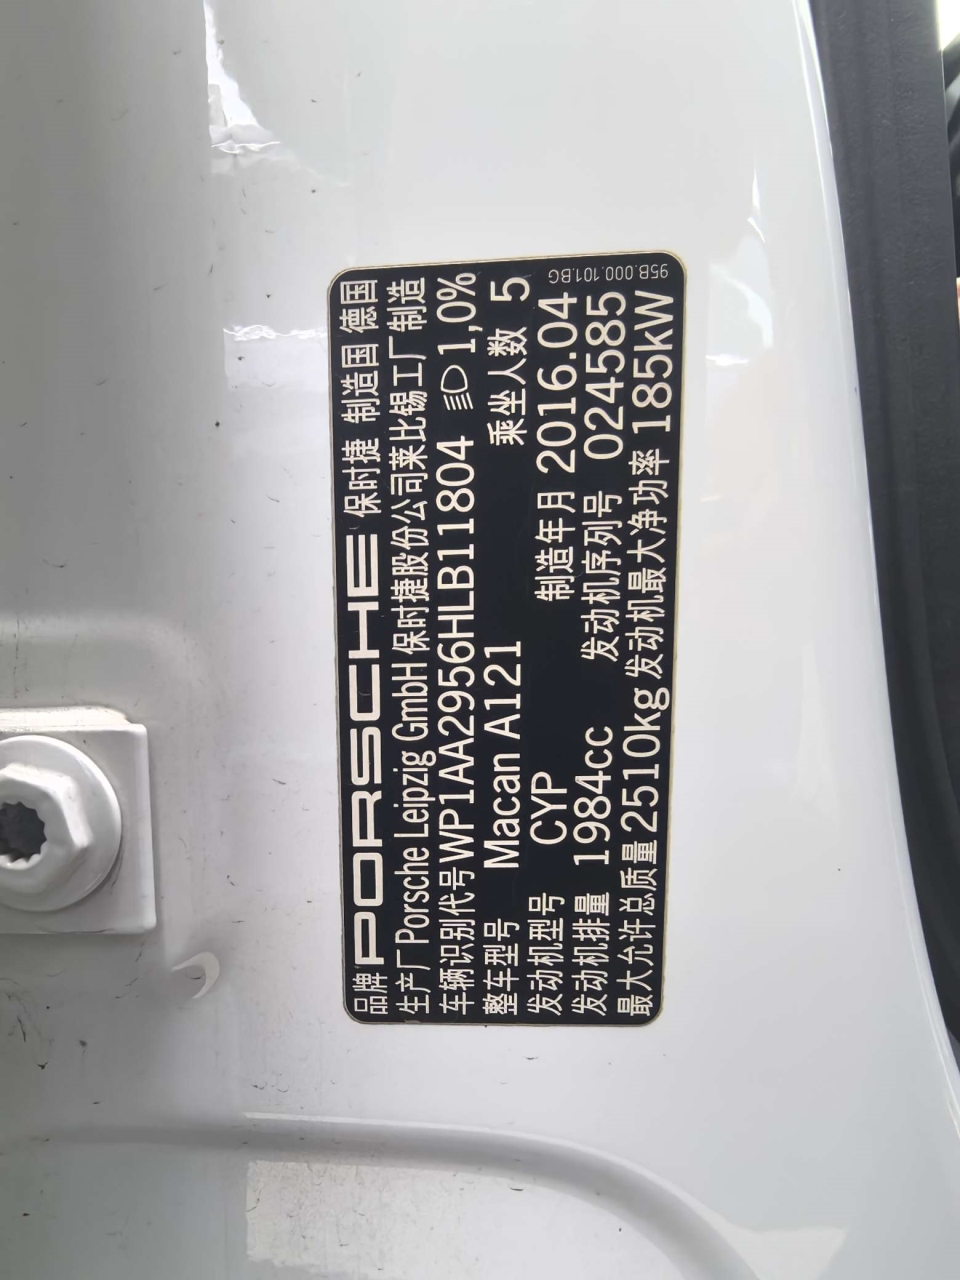 品牌 PORSCHE 保时捷 制造国 德国
生产厂 Porsche Leipzig GmbH 保时捷股份公司莱比锡工厂制造
车辆识别代号 WP1AA2956HLB11804 1,0%
整车型号 Macan A121 乘坐人数 5
发动机型号 CYP 制造年月 2016.04
发动机排量 1984cc 发动机序列号 024585
最大允许总质量 2510kg 发动机最大净功率 185kW
95B.000.101.BG